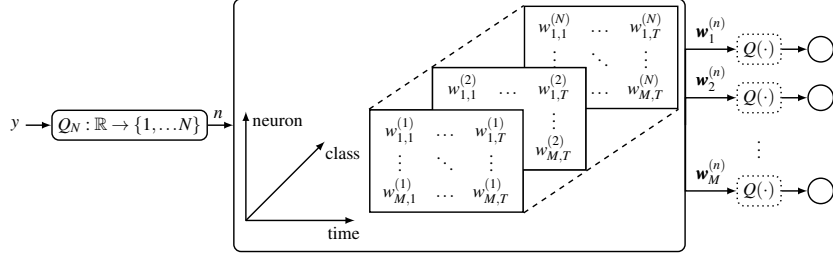 y
Q_N : ℝ → {1, …N}
n
neuron
class
time
w_{1,1}^{(N)} … w_{1,T}^{(N)}
⋮ ⋱ ⋮
… w_{M,T}^{(N)}
w_{1,1}^{(2)} … w_{1,T}^{(2)}
⋮
w_{M,T}^{(2)}
w_{1,1}^{(1)} … w_{1,T}^{(1)}
⋮ ⋱ ⋮
w_{M,1}^{(1)} … w_{M,T}^{(1)}
w_1^{(n)}
Q(·)
w_2^{(n)}
Q(·)
⋮
w_M^{(n)}
Q(·)